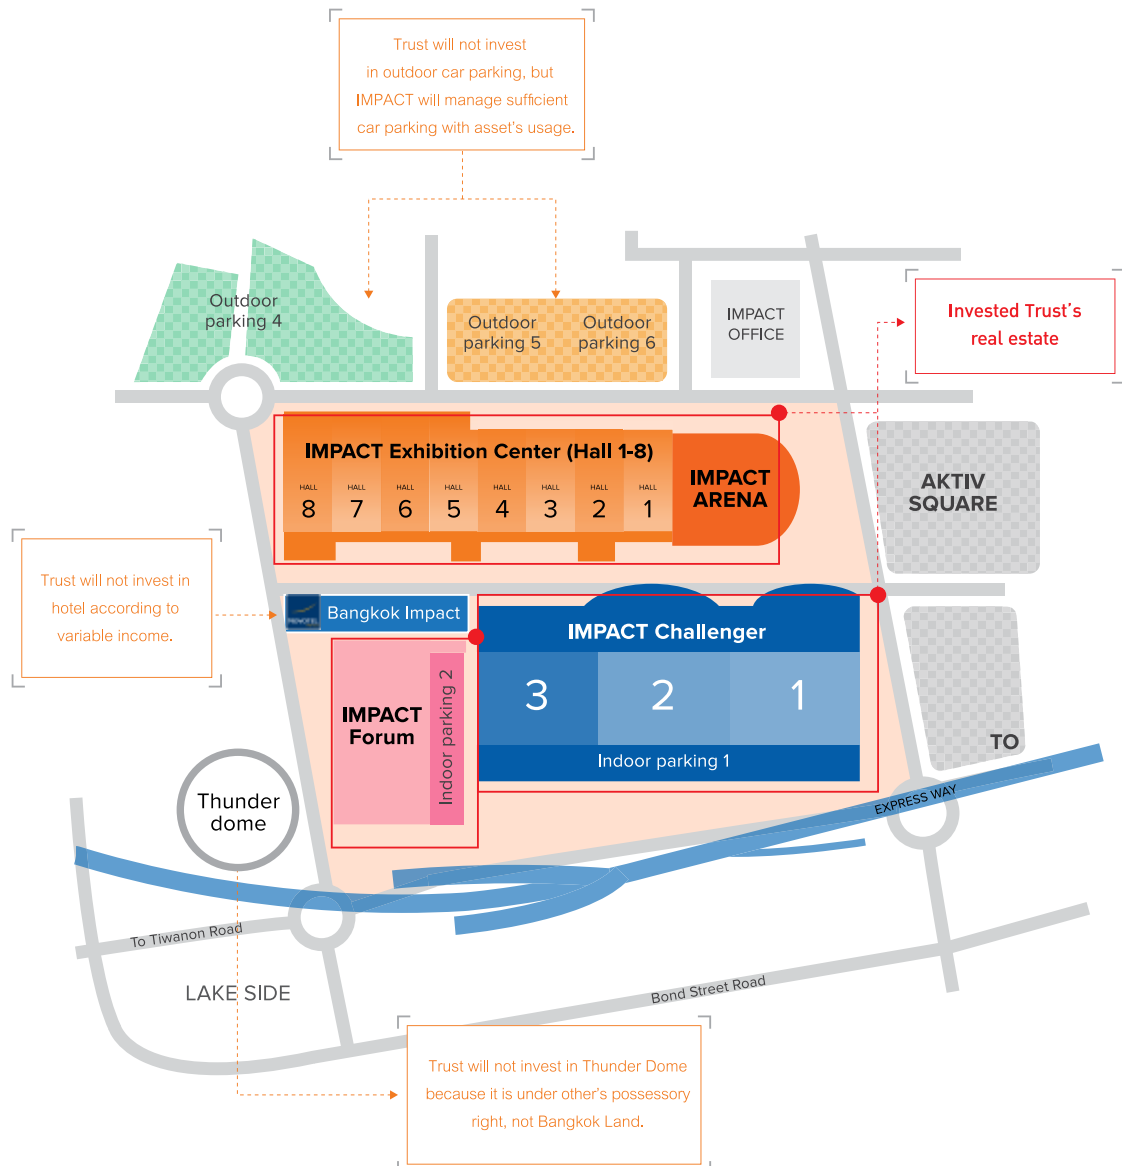 Trust will not invest
in outdoor car parking, but
IMPACT will manage sufficient
car parking with asset's usage.
Outdoor
parking 4
Outdoor
parking 5
Outdoor
parking 6
IMPACT
OFFICE
Invested Trust's
real estate
IMPACT Exhibition Center (Hall 1-8)
HALL
8
HALL
7
HALL
6
HALL
5
HALL
4
HALL
3
HALL
2
HALL
1
IMPACT
ARENA
AKTIV
SQUARE
Trust will not invest in
hotel according to
variable income.
NOVOTEL
Bangkok Impact
IMPACT Challenger
3
2
1
Indoor parking 1
IMPACT
Forum
Indoor parking 2
TO
Thunder
dome
EXPRESS WAY
To Tiwanon Road
LAKE SIDE
Bond Street Road
Trust will not invest in Thunder Dome
because it is under other's possessory
right, not Bangkok Land.